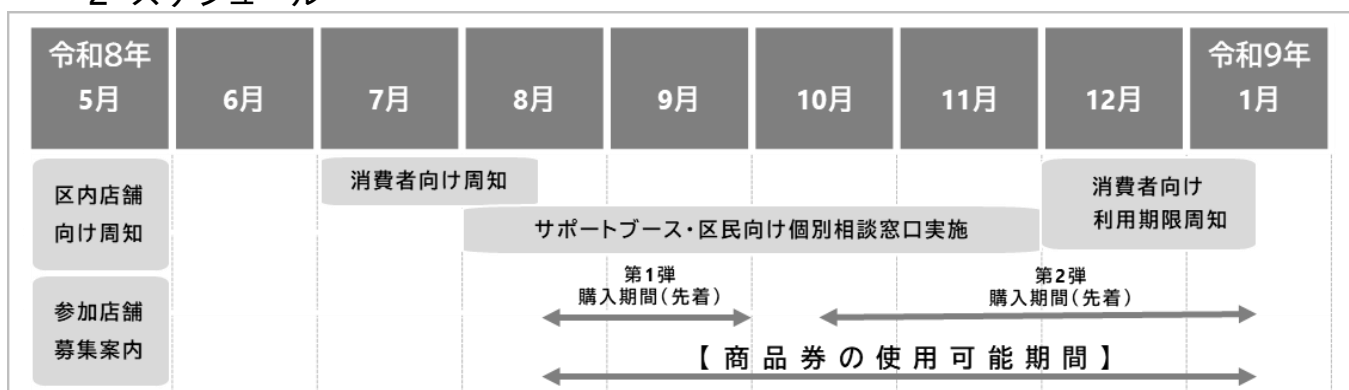 2 スケジュール
令和8年
5月
6月
7月
8月
9月
10月
11月
12月
令和9年
1月
区内店舗
向け周知
消費者向け周知
消費者向け
利用期限周知
サポートブース・区民向け個別相談窓口実施
参加店舗
募集案内
第1弾
購入期間(先着)
第2弾
購入期間(先着)
【商品券の使用可能期間】